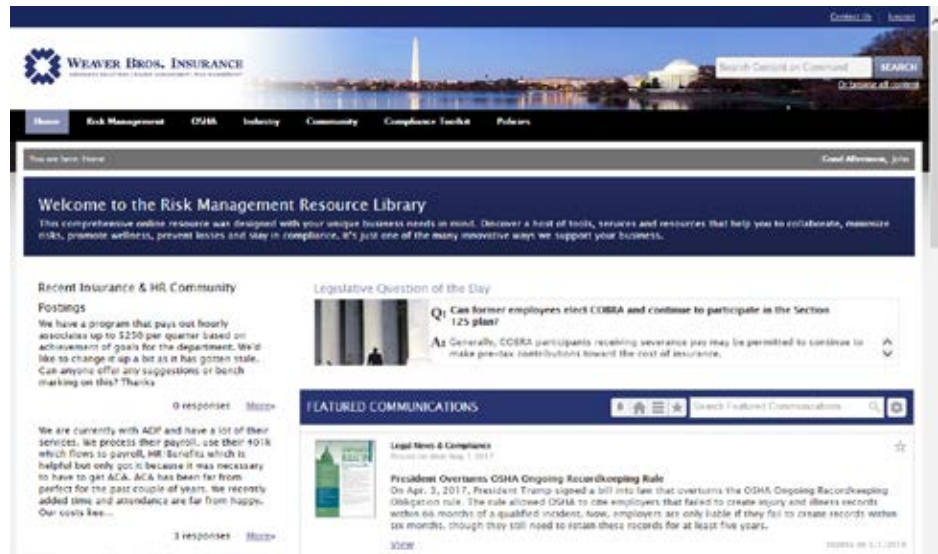 Contact Us Logout
WEAVER BROS. INSURANCE
Search Content on Command SEARCH
Or browse all content
Home Risk Management OSHA Industry Community Compliance Toolkit Policies
You are here: Home Good Afternoon, John
Welcome to the Risk Management Resource Library
This comprehensive online resource was designed with your unique business needs in mind. Discover a host of tools, services and resources that help you to collaborate, minimize
risks, promote wellness, prevent losses and stay in compliance. It's just one of the many innovative ways we support your business.
Recent Insurance & HR Community
Postings
We have a program that pays out hourly
associates up to $250 per quarter based on
achievement of goals for the department. We'd
like to change it up a bit as it has gotten stale.
Can anyone offer any suggestions or bench
marking on this? Thanks
0 responses More»
We are currently with ADP and have a lot of their
services. We process their payroll, use their 401k
which flows to payroll, HR/Benefits which is
helpful but only got it because it was necessary
to have to get ACA. ACA has been far from
perfect for the past couple of years. We recently
added time and attendance are far from happy.
Our costs like...
3 responses More»
Legislative Question of the Day
Q: Can former employees elect COBRA and continue to participate in the Section
125 plan?
A: Generally, COBRA participants receiving severance pay may be permitted to continue to
make pre-tax contributions toward the cost of insurance.
FEATURED COMMUNICATIONS Search Featured Communications
Legal News & Compliance
President Overturns OSHA Ongoing Recordkeeping Rule
On Apr. 3, 2017, President Trump signed a bill into law that overturns the OSHA Ongoing Recordkeeping
Obligation rule. The rule allowed OSHA to cite employers that failed to create injury and illness records
within 66 months of a qualified incident. Now, employers are only liable if they fail to create records within
six months, though they still need to retain these records for at least five years.
View